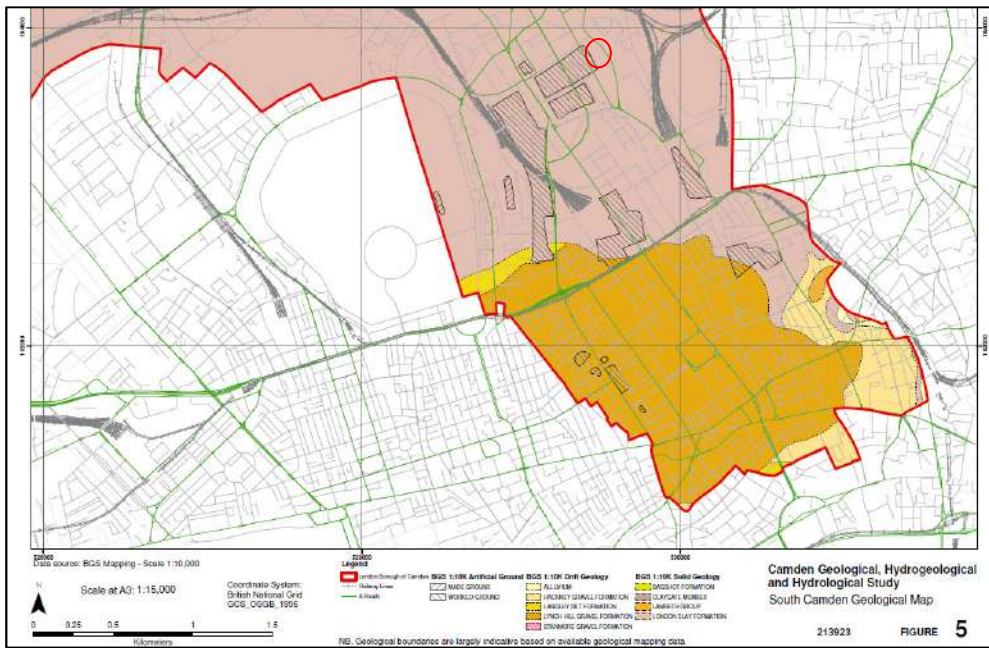 Data source: BGS Mapping - Scale 1:10,000
Scale at A3: 1:15,000
Coordinate System:
British National Grid
GCS_OSGB_1936
N
0 0.25 0.5 1 1.5
Kilometers
Legend
London Borough of Camden
Railway Lines
A Roads
BGS 1:10K Artificial Ground
MADE GROUND
WORKED GROUND
BGS 1:10K Drift Geology
ALLUVIUM
HACKNEY GRAVEL FORMATION
LANGLEY SILT FORMATION
LYNCH HILL GRAVEL FORMATION
STANMORE GRAVEL FORMATION
BGS 1:10K Solid Geology
BAGSHOT FORMATION
CLAYGATE MEMBER
LAMBETH GROUP
LONDON CLAY FORMATION
NB. Geological boundaries are largely indicative based on available geological mapping data.
Camden Geological, Hydrogeological
and Hydrological Study
South Camden Geological Map
213923 FIGURE 5